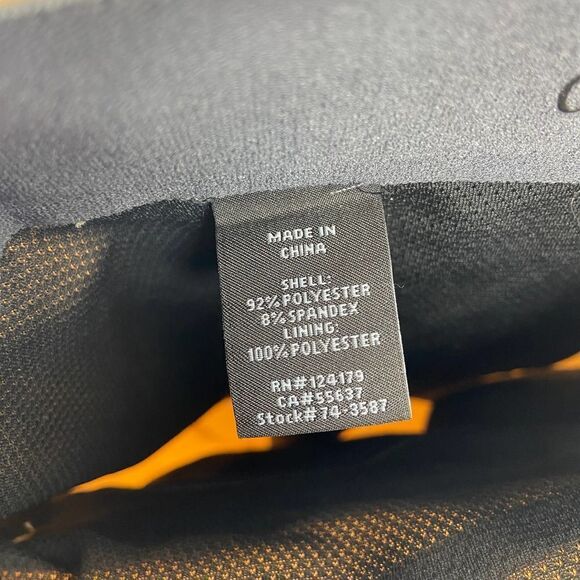 MADE IN
CHINA
SHELL:
92% POLYESTER
8% SPANDEX
LINING:
100% POLYESTER
RN#124179
CA#55637
Stock#74-3587